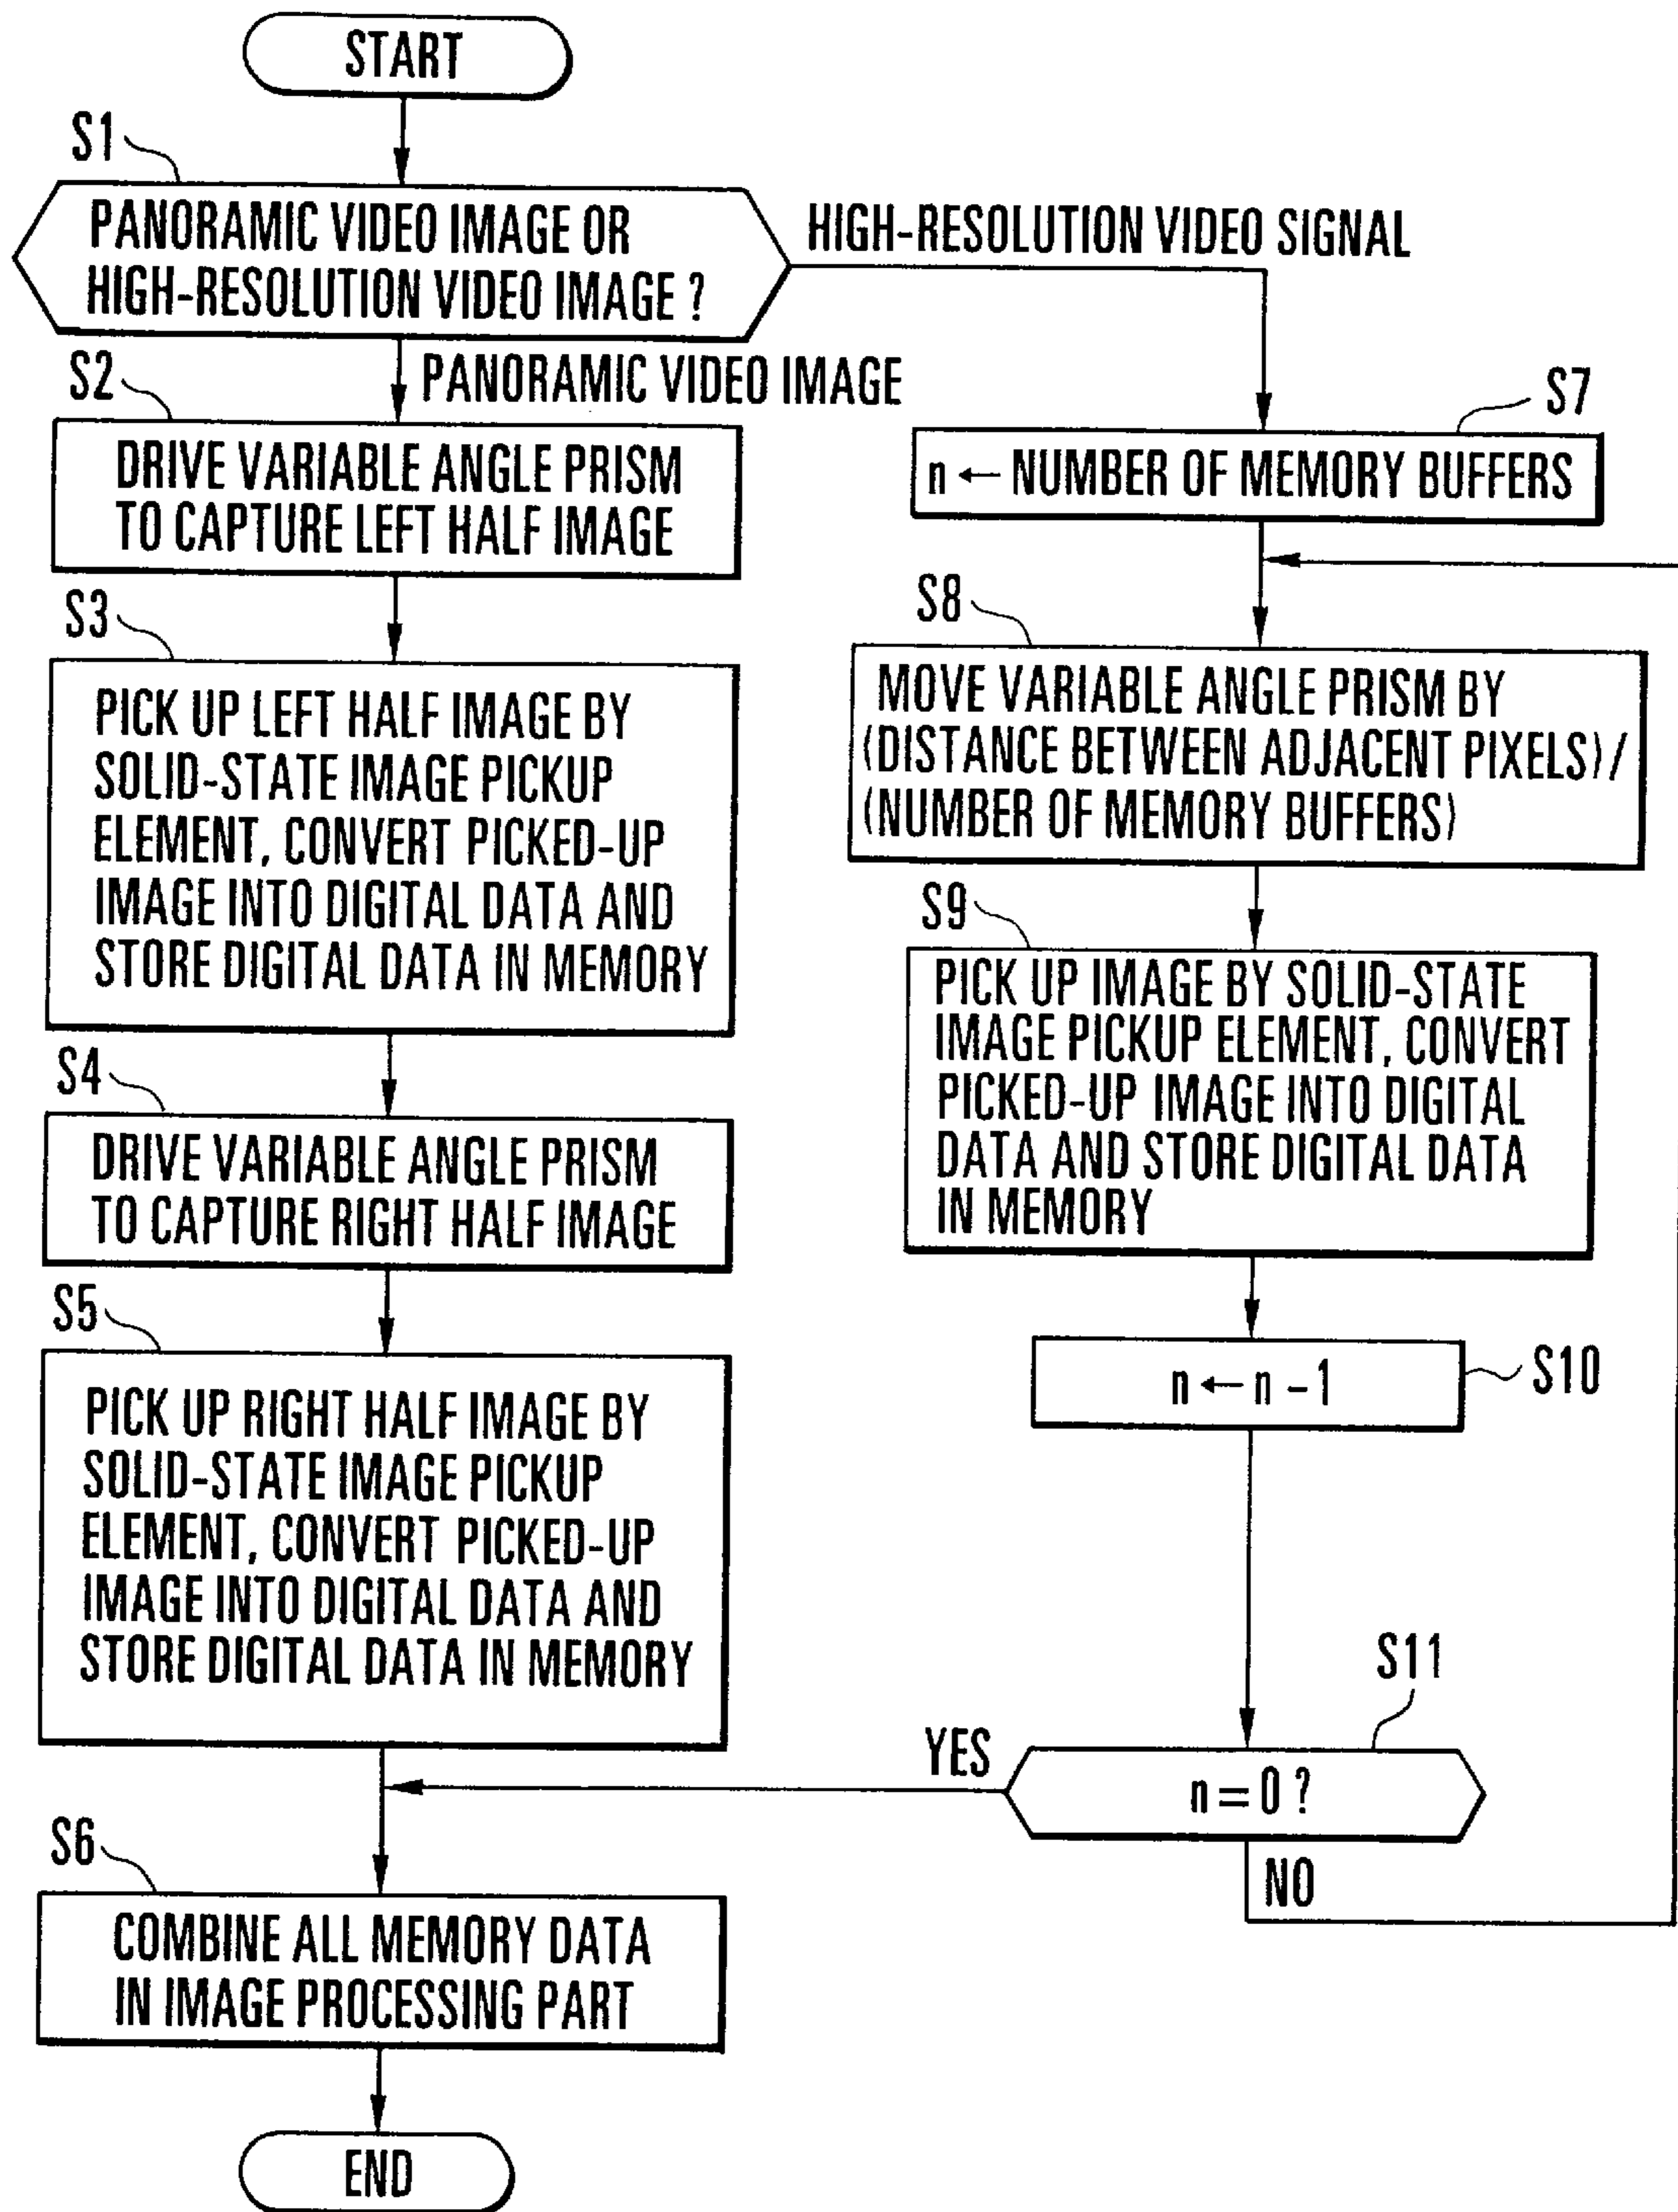 START
S1
PANORAMIC VIDEO IMAGE OR
HIGH-RESOLUTION VIDEO IMAGE ?
HIGH-RESOLUTION VIDEO SIGNAL
PANORAMIC VIDEO IMAGE
S2
DRIVE VARIABLE ANGLE PRISM
TO CAPTURE LEFT HALF IMAGE
S3
PICK UP LEFT HALF IMAGE BY
SOLID-STATE IMAGE PICKUP
ELEMENT, CONVERT PICKED-UP
IMAGE INTO DIGITAL DATA AND
STORE DIGITAL DATA IN MEMORY
S4
DRIVE VARIABLE ANGLE PRISM
TO CAPTURE RIGHT HALF IMAGE
S5
PICK UP RIGHT HALF IMAGE BY
SOLID-STATE IMAGE PICKUP
ELEMENT, CONVERT PICKED-UP
IMAGE INTO DIGITAL DATA AND
STORE DIGITAL DATA IN MEMORY
S6
COMBINE ALL MEMORY DATA
IN IMAGE PROCESSING PART
END
S7
n ← NUMBER OF MEMORY BUFFERS
S8
MOVE VARIABLE ANGLE PRISM BY
(DISTANCE BETWEEN ADJACENT PIXELS)/
(NUMBER OF MEMORY BUFFERS)
S9
PICK UP IMAGE BY SOLID-STATE
IMAGE PICKUP ELEMENT, CONVERT
PICKED-UP IMAGE INTO DIGITAL
DATA AND STORE DIGITAL DATA
IN MEMORY
S10
n ← n - 1
S11
n = 0 ?
YES
NO